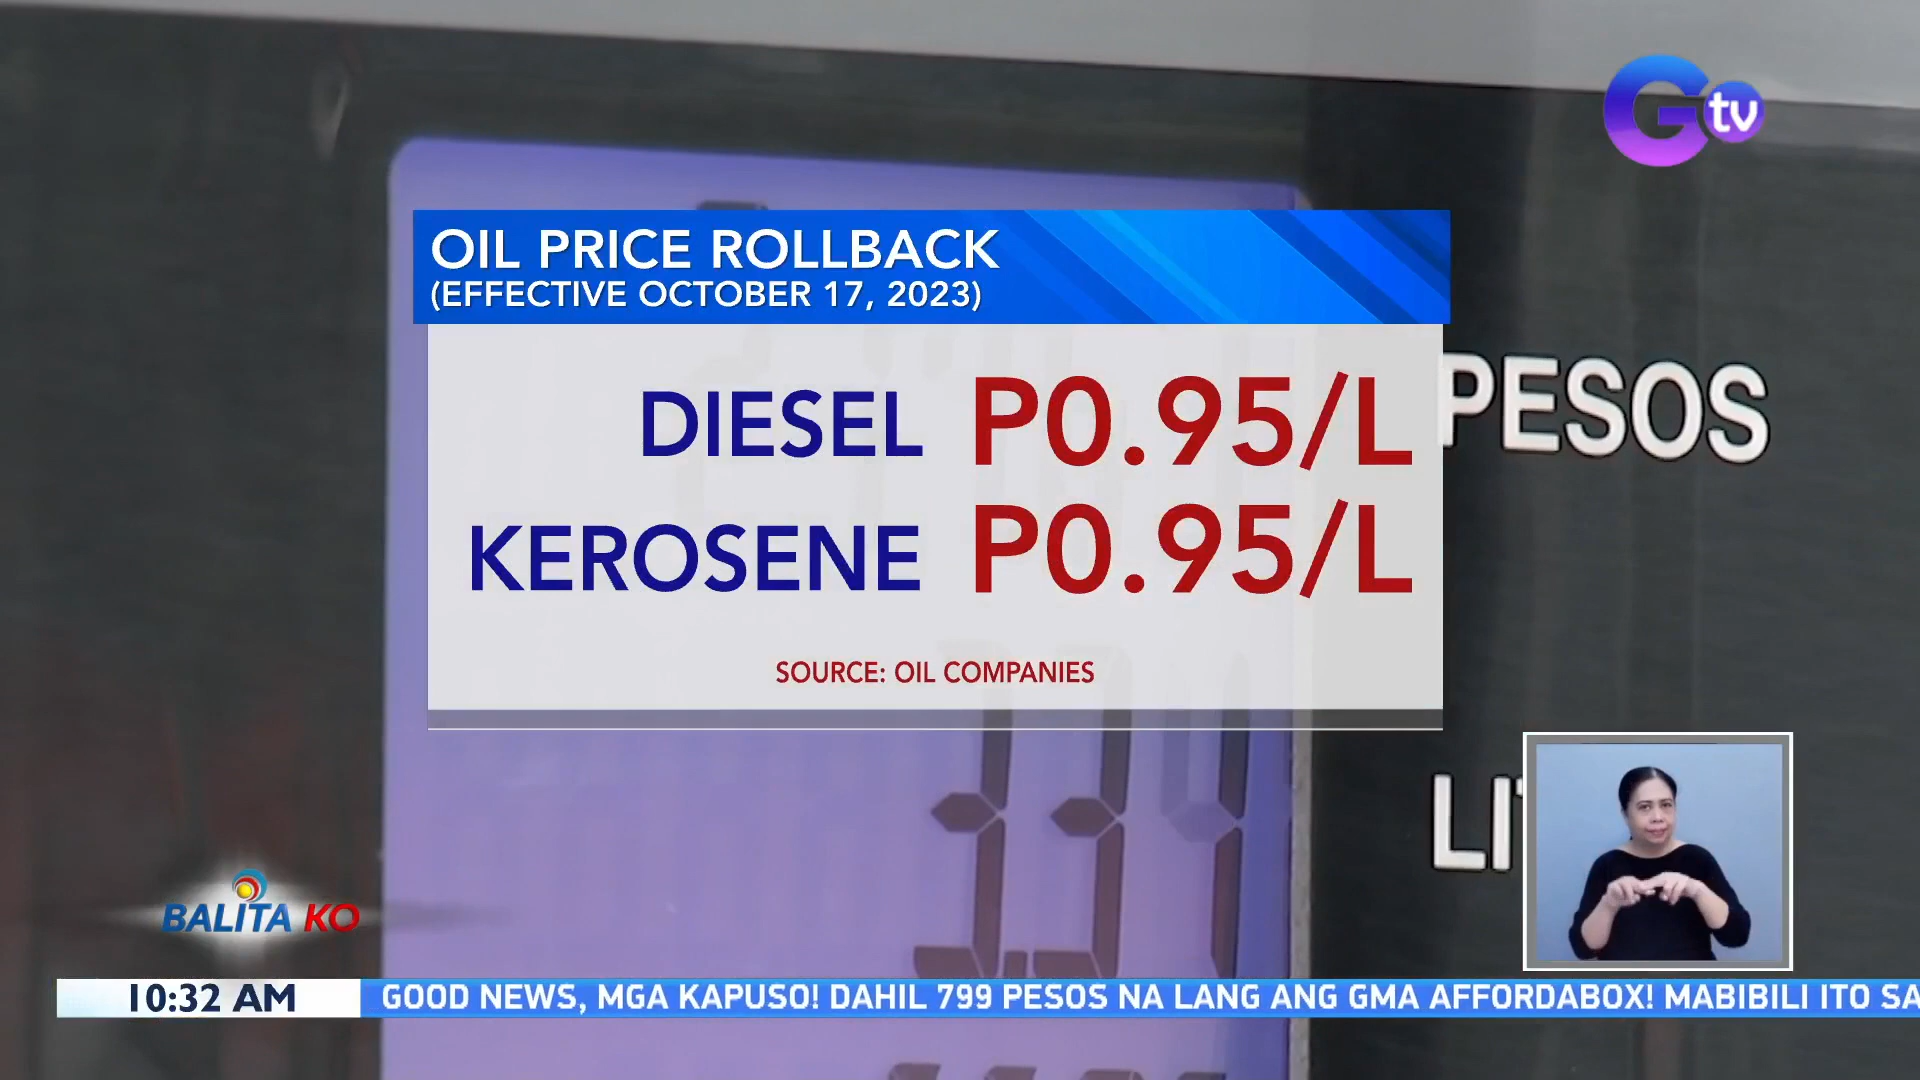 G tv
OIL PRICE ROLLBACK
(EFFECTIVE OCTOBER 17, 2023)
DIESEL P0.95/L
KEROSENE P0.95/L
SOURCE: OIL COMPANIES
PESOS
BALITA KO
10:32 AM GOOD NEWS, MGA KAPUSO! DAHIL 799 PESOS NA LANG ANG GMA AFFORDABOX! MABIBILI ITO SA